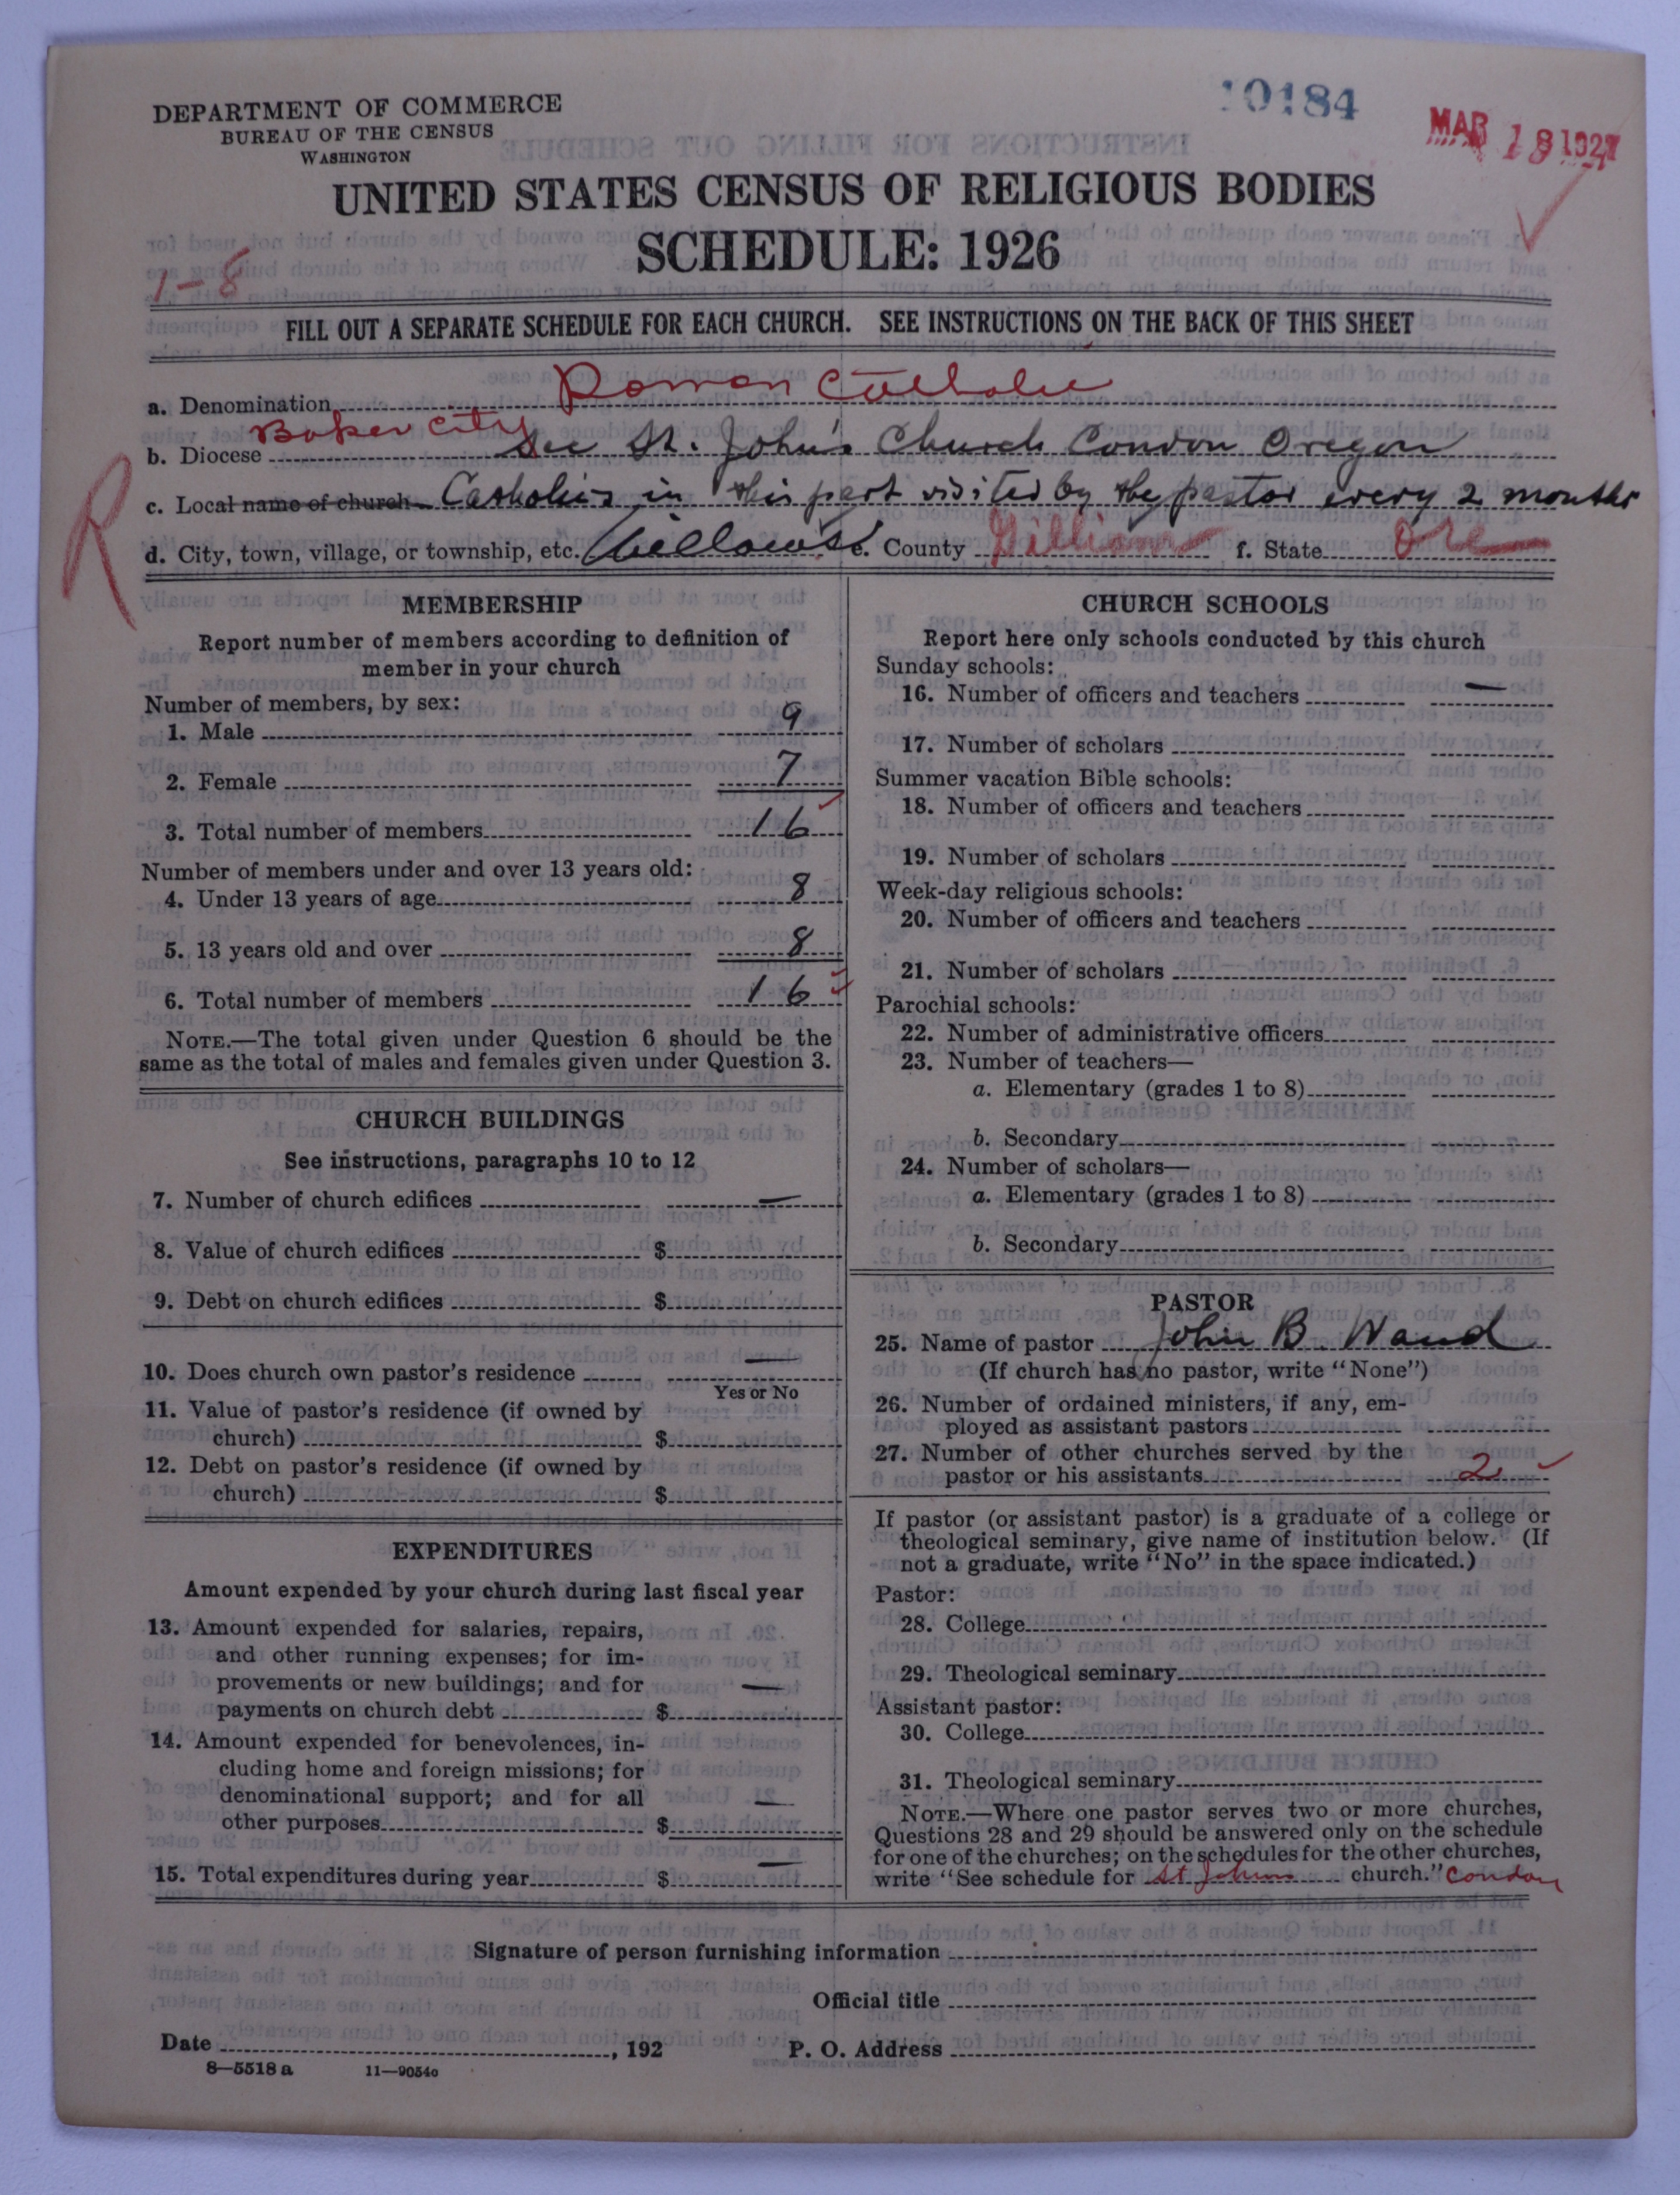 DEPARTMENT OF COMMERCE
BUREAU OF THE CENSUS
WASHINGTON
10184
MAR 18 1927
UNITED STATES CENSUS OF RELIGIOUS BODIES
SCHEDULE: 1926
1-8
FILL OUT A SEPARATE SCHEDULE FOR EACH CHURCH. SEE INSTRUCTIONS ON THE BACK OF THIS SHEET
a. Denomination Roman Catholic
b. Diocese Baker City See St. John's Church Condon Oregon
R
c. Local name of church Catholics in this part visited by the pastor every 2 months
d. City, town, village, or township, etc. Willows e. County Gilliam f. State Ore
MEMBERSHIP
Report number of members according to definition of
member in your church
Number of members, by sex:
1. Male 9
2. Female 7
3. Total number of members 16
Number of members under and over 13 years old:
4. Under 13 years of age 8
5. 13 years old and over 8
6. Total number of members 16
NOTE.—The total given under Question 6 should be the
same as the total of males and females given under Question 3.
CHURCH BUILDINGS
See instructions, paragraphs 10 to 12
7. Number of church edifices —
8. Value of church edifices $
9. Debt on church edifices $
10. Does church own pastor's residence —
Yes or No
11. Value of pastor's residence (if owned by
church) $
12. Debt on pastor's residence (if owned by
church) $
EXPENDITURES
Amount expended by your church during last fiscal year
13. Amount expended for salaries, repairs,
and other running expenses; for im-
provements or new buildings; and for
payments on church debt $ —
14. Amount expended for benevolences, in-
cluding home and foreign missions; for
denominational support; and for all
other purposes $ —
15. Total expenditures during year $ —
CHURCH SCHOOLS
Report here only schools conducted by this church
Sunday schools:
16. Number of officers and teachers —
17. Number of scholars
Summer vacation Bible schools:
18. Number of officers and teachers
19. Number of scholars
Week-day religious schools:
20. Number of officers and teachers
21. Number of scholars
Parochial schools:
22. Number of administrative officers
23. Number of teachers—
a. Elementary (grades 1 to 8)
b. Secondary
24. Number of scholars—
a. Elementary (grades 1 to 8)
b. Secondary
PASTOR
25. Name of pastor John B. Wand
(If church has no pastor, write "None")
26. Number of ordained ministers, if any, em-
ployed as assistant pastors
27. Number of other churches served by the
pastor or his assistants 2
If pastor (or assistant pastor) is a graduate of a college or
theological seminary, give name of institution below. (If
not a graduate, write "No" in the space indicated.)
Pastor:
28. College
29. Theological seminary
Assistant pastor:
30. College
31. Theological seminary
NOTE.—Where one pastor serves two or more churches,
Questions 28 and 29 should be answered only on the schedule
for one of the churches; on the schedules for the other churches,
write "See schedule for St Johns church." Condon
Signature of person furnishing information
Official title
Date , 192 P. O. Address
8—5518 a 11—9054o